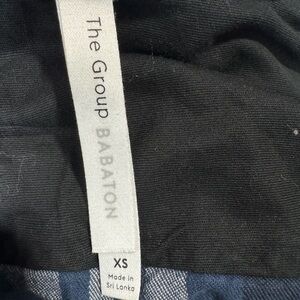 The Group BABATON
XS
Made in
Sri Lanka